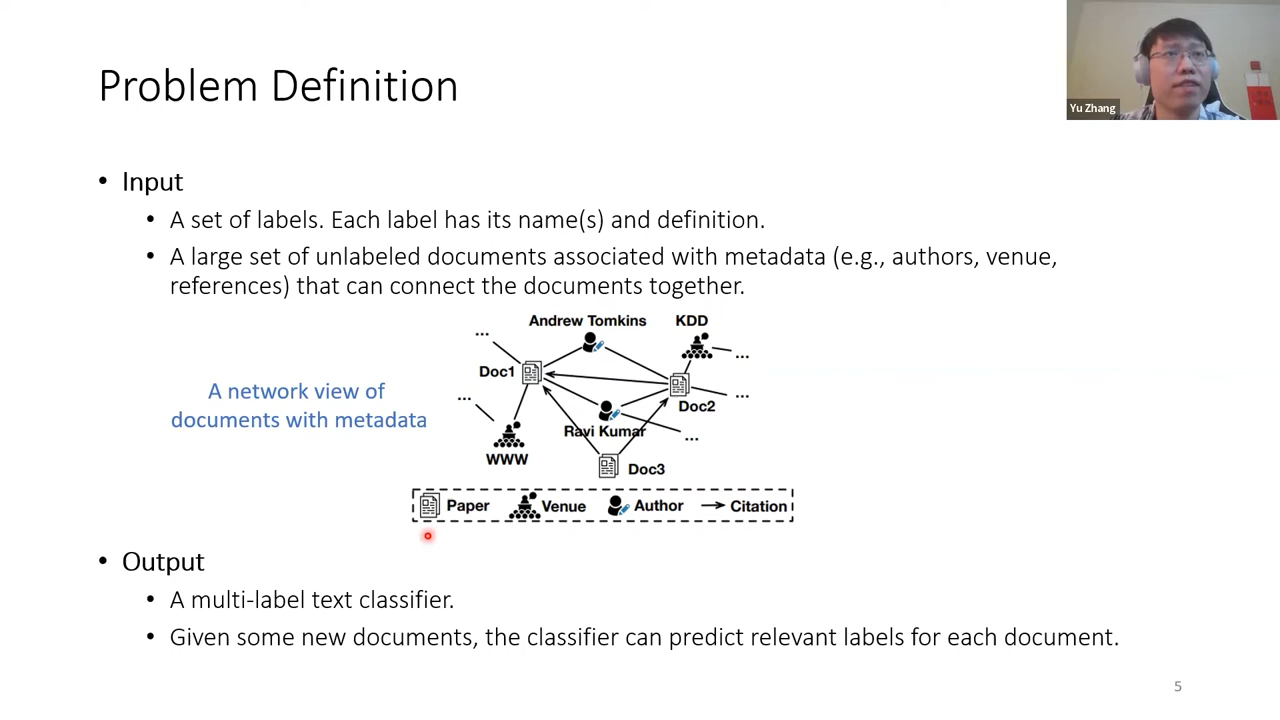 Problem Definition
Yu Zhang
• Input
• A set of labels. Each label has its name(s) and definition.
• A large set of unlabeled documents associated with metadata (e.g., authors, venue,
references) that can connect the documents together.
Andrew Tomkins
KDD
...
...
Doc1
A network view of
documents with metadata
...
...
Doc2
Ravi Kumar
...
WWW
Doc3
Paper Venue Author Citation
• Output
• A multi-label text classifier.
• Given some new documents, the classifier can predict relevant labels for each document.
5